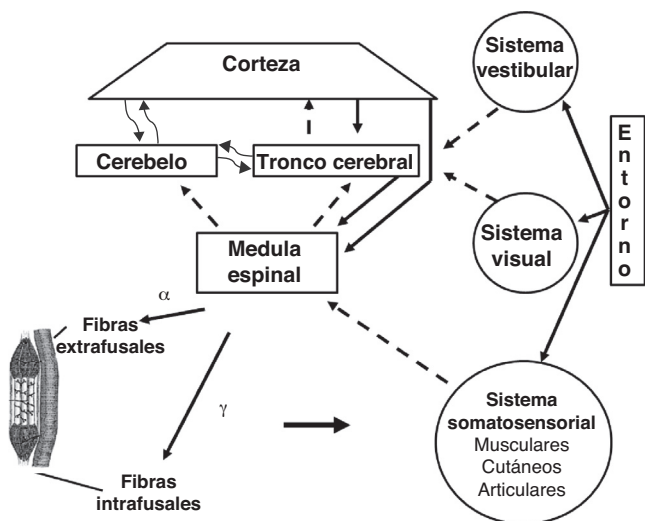 Corteza
Cerebelo
Tronco cerebral
Medula
espinal
α
Fibras
extrafusales
γ
Fibras
intrafusales
Sistema
vestibular
Sistema
visual
Entorno
Sistema
somatosensorial
Musculares
Cutáneos
Articulares